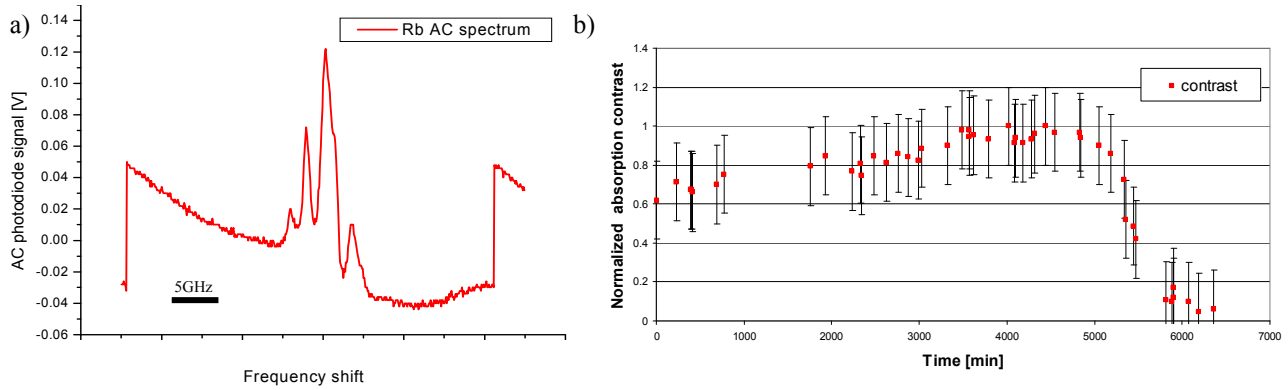 a)
0.14
0.12
0.10
0.08
0.06
0.04
0.02
0.00
-0.02
-0.04
-0.06
AC photodiode signal [V]
Rb AC spectrum
5GHz
Frequency shift
b)
1.4
1.2
1
0.8
0.6
0.4
0.2
0
Normalized absorption contrast
contrast
0 1000 2000 3000 4000 5000 6000 7000
Time [min]